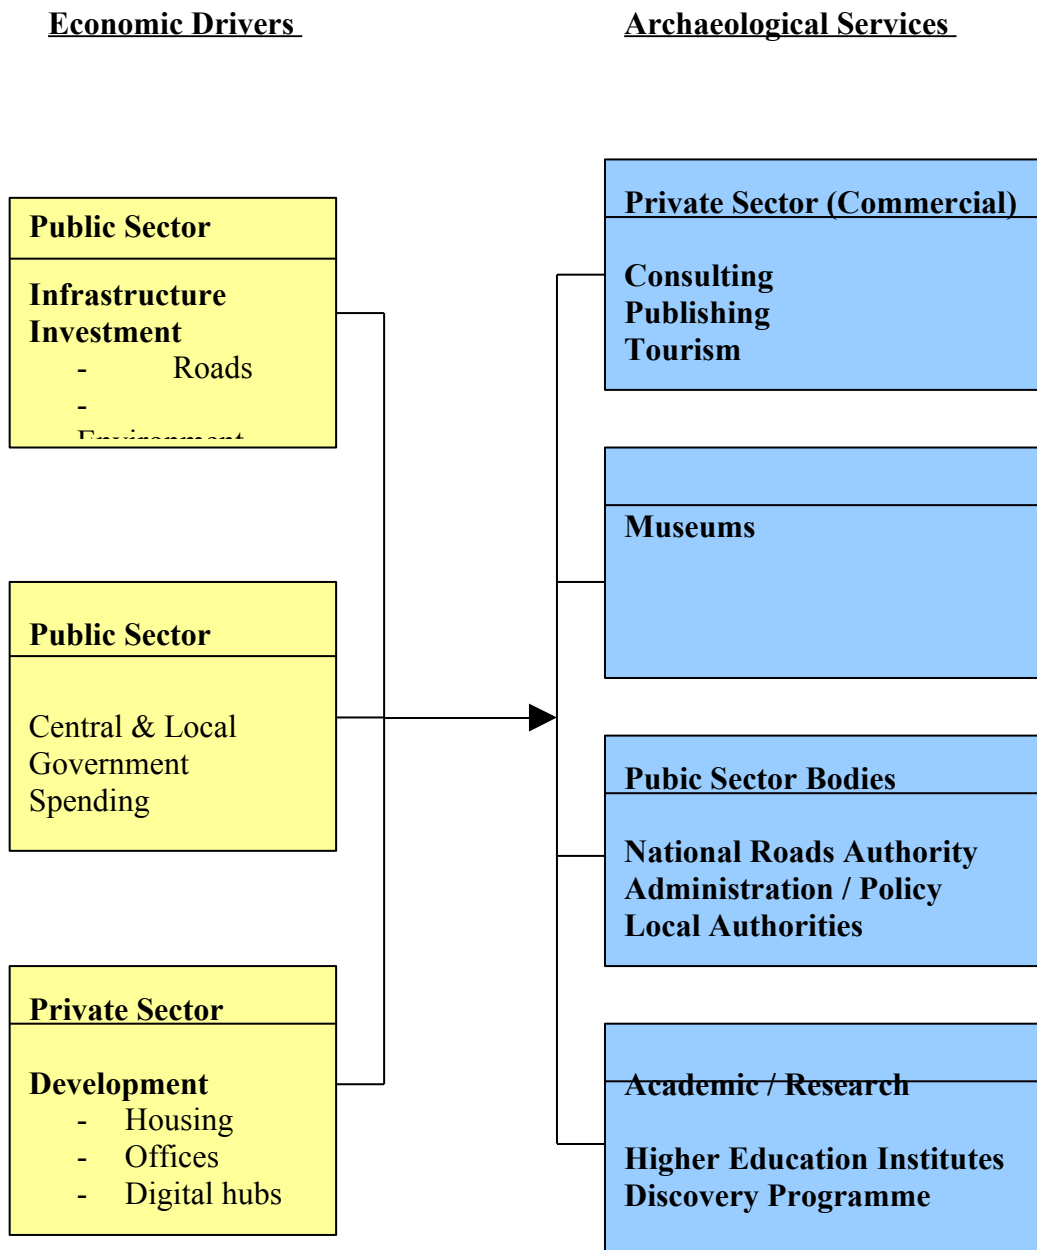 Economic Drivers
Archaeological Services
Public Sector
Infrastructure
Investment
- Roads
-
Environment
Public Sector
Central & Local
Government
Spending
Private Sector
Development
- Housing
- Offices
- Digital hubs
Private Sector (Commercial)
Consulting
Publishing
Tourism
Museums
Pubic Sector Bodies
National Roads Authority
Administration / Policy
Local Authorities
Academic / Research
Higher Education Institutes
Discovery Programme